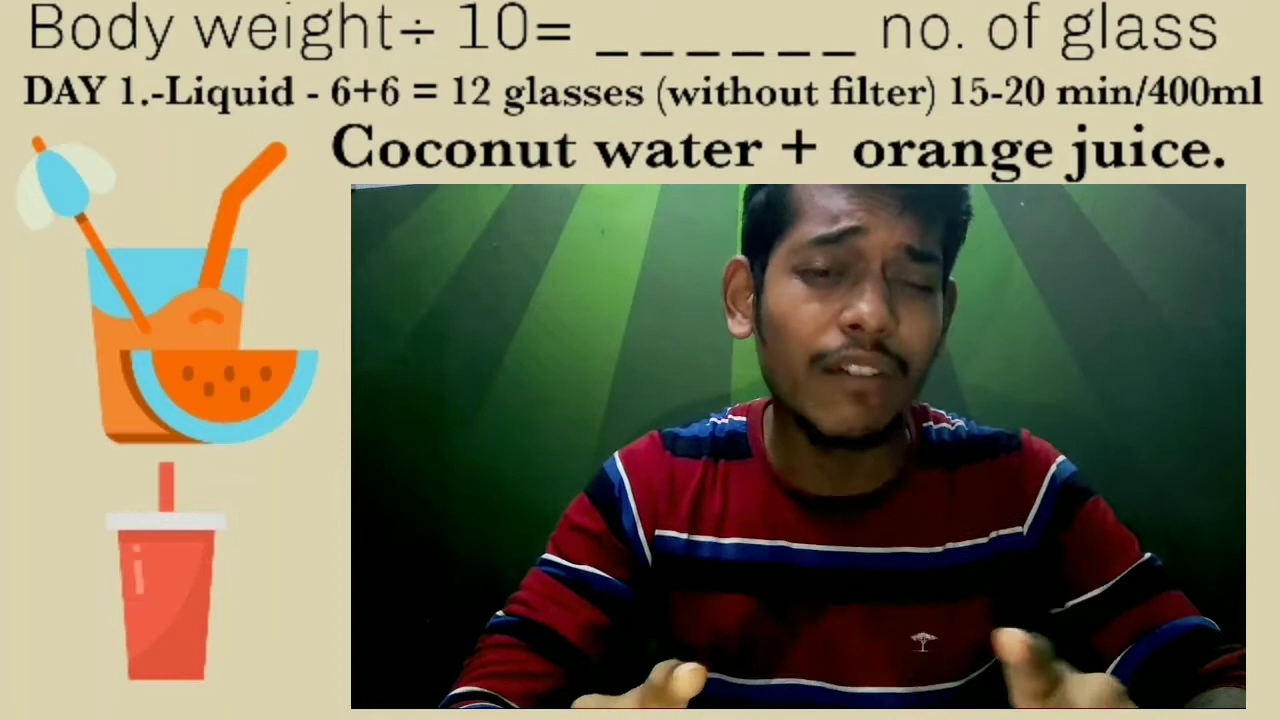 Body weight÷ 10= _ _ _ _ _ _ no. of glass
DAY 1.-Liquid - 6+6 = 12 glasses (without filter) 15-20 min/400ml
Coconut water + orange juice.